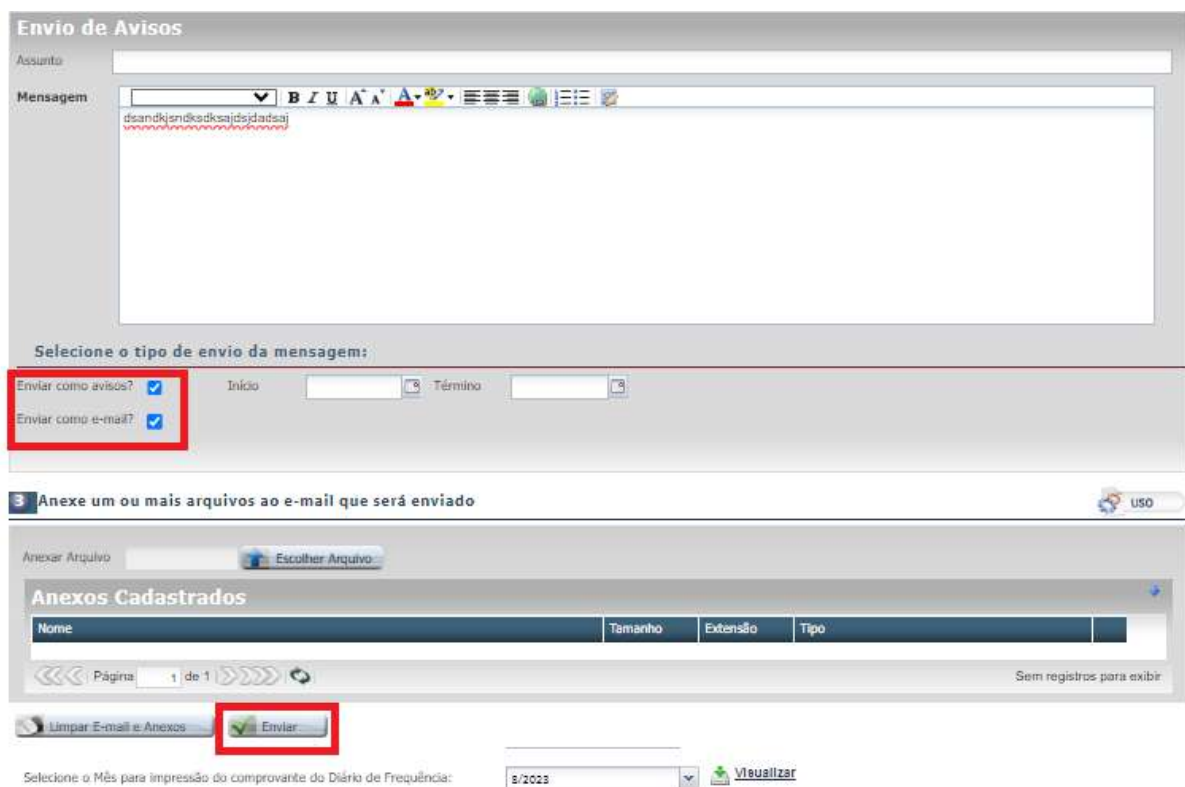 Envio de Avisos
Assunto
Mensagem
B I U A A A ab
dsandkjsndksdksajdsjdadsaj
Selecione o tipo de envio da mensagem:
Enviar como avisos? Início Término
Enviar como e-mail?
3 Anexe um ou mais arquivos ao e-mail que será enviado USO
Anexar Arquivo Escolher Arquivo
Anexos Cadastrados
Nome Tamanho Extensão Tipo
Página 1 de 1 Sem registros para exibir
Limpar E-mail e Anexos Enviar
Selecione o Mês para impressão do comprovante do Diário de Frequência: 8/2023 Visualizar